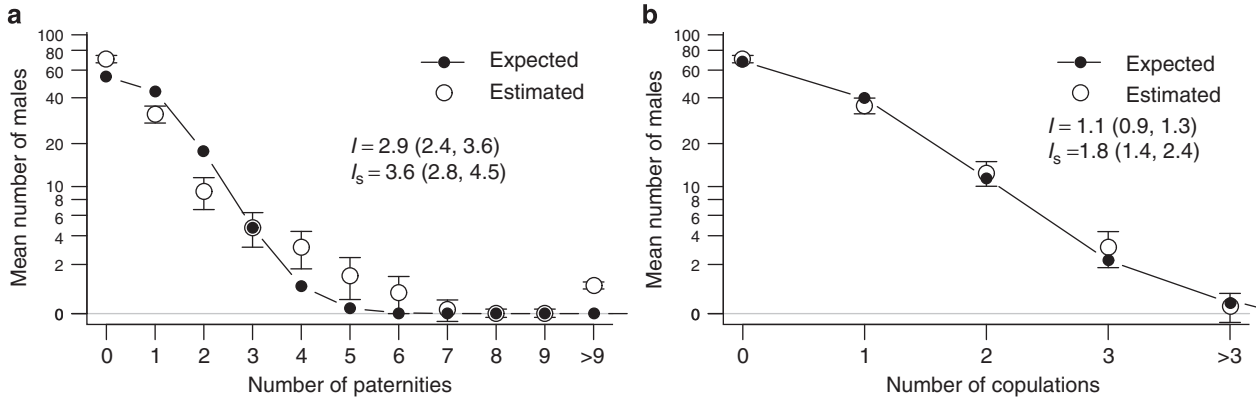 a
Mean number of males
100
80
60
40
20
10
8
6
4
2
0
Expected
Estimated
I = 2.9 (2.4, 3.6)
Is = 3.6 (2.8, 4.5)
0 1 2 3 4 5 6 7 8 9 >9
Number of paternities
b
Mean number of males
100
80
60
40
20
10
8
6
4
2
0
Expected
Estimated
I = 1.1 (0.9, 1.3)
Is =1.8 (1.4, 2.4)
0 1 2 3 >3
Number of copulations